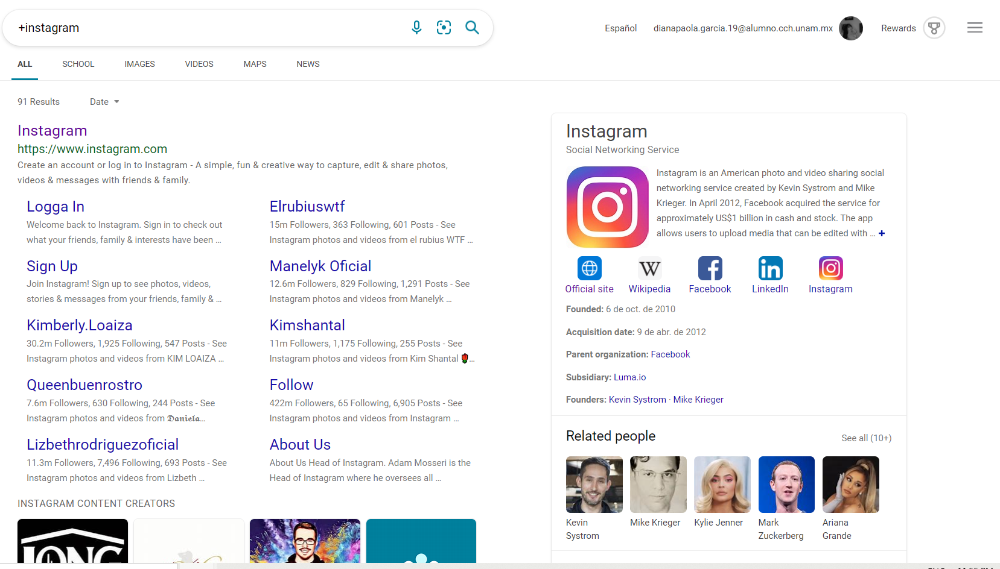 +instagram
Español
dianapaola.garcia.19@alumno.cch.unam.mx
Rewards
ALL
SCHOOL
IMAGES
VIDEOS
MAPS
NEWS
91 Results
Date
Instagram
https://www.instagram.com
Create an account or log in to Instagram - A simple, fun & creative way to capture, edit & share photos,
videos & messages with friends & family.
Logga In
Welcome back to Instagram. Sign in to check out
what your friends, family & interests have been ...
Elrubiuswtf
15m Followers, 363 Following, 601 Posts - See
Instagram photos and videos from el rubius WTF ...
Sign Up
Join Instagram! Sign up to see photos, videos,
stories & messages from your friends, family & ...
Manelyk Oficial
12.6m Followers, 829 Following, 1,291 Posts - See
Instagram photos and videos from Manelyk ...
Kimberly.Loaiza
30.2m Followers, 1,925 Following, 547 Posts - See
Instagram photos and videos from KIM LOAIZA ...
Kimshantal
11m Followers, 1,175 Following, 255 Posts - See
Instagram photos and videos from Kim Shantal 🌹...
Queenbuenrostro
7.6m Followers, 630 Following, 244 Posts - See
Instagram photos and videos from 𝕯𝖆𝖓𝖎𝖊𝖑𝖆...
Follow
422m Followers, 65 Following, 6,905 Posts - See
Instagram photos and videos from Instagram ...
Lizbethrodriguezoficial
11.3m Followers, 7,496 Following, 693 Posts - See
Instagram photos and videos from Lizbeth ...
About Us
About Us Head of Instagram. Adam Mosseri is the
Head of Instagram where he oversees all ...
INSTAGRAM CONTENT CREATORS
Instagram
Social Networking Service
Instagram is an American photo and video sharing social
networking service created by Kevin Systrom and Mike
Krieger. In April 2012, Facebook acquired the service for
approximately US$1 billion in cash and stock. The app
allows users to upload media that can be edited with ... +
Official site
Wikipedia
Facebook
LinkedIn
Instagram
Founded: 6 de oct. de 2010
Acquisition date: 9 de abr. de 2012
Parent organization: Facebook
Subsidiary: Luma.io
Founders: Kevin Systrom · Mike Krieger
Related people
See all (10+)
Kevin
Systrom
Mike Krieger
Kylie Jenner
Mark
Zuckerberg
Ariana
Grande